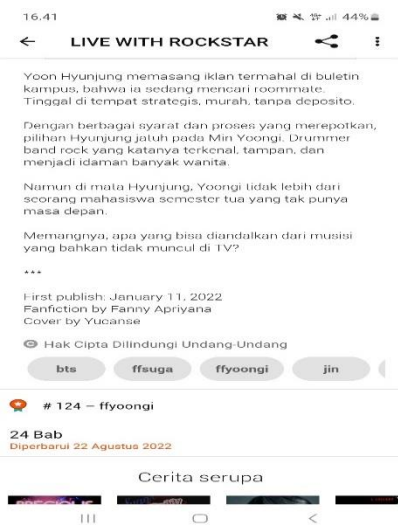 16.41
44%
LIVE WITH ROCKSTAR
Yoon Hyunjung memasang iklan termahal di buletin
kampus, bahwa ia sedang mencari roommate.
Tinggal di tempat strategis, murah, tanpa deposito.
Dengan berbagai syarat dan proses yang merepotkan,
pilihan Hyunjung jatuh pada Min Yoongi. Drummer
band rock yang katanya terkenal, tampan, dan
menjadi idaman banyak wanita.
Namun di mata Hyunjung, Yoongi tidak lebih dari
seorang mahasiswa semester tua yang tak punya
masa depan.
Memangnya, apa yang bisa diandalkan dari musisi
yang bahkan tidak muncul di TV?
***
First publish: January 11, 2022
Fanfiction by Fanny Apriyana
Cover by Yucanse
© Hak Cipta Dilindungi Undang-Undang
bts ffsuga ffyoongi jin
# 124 – ffyoongi
24 Bab
Diperbarui 22 Agustus 2022
Cerita serupa